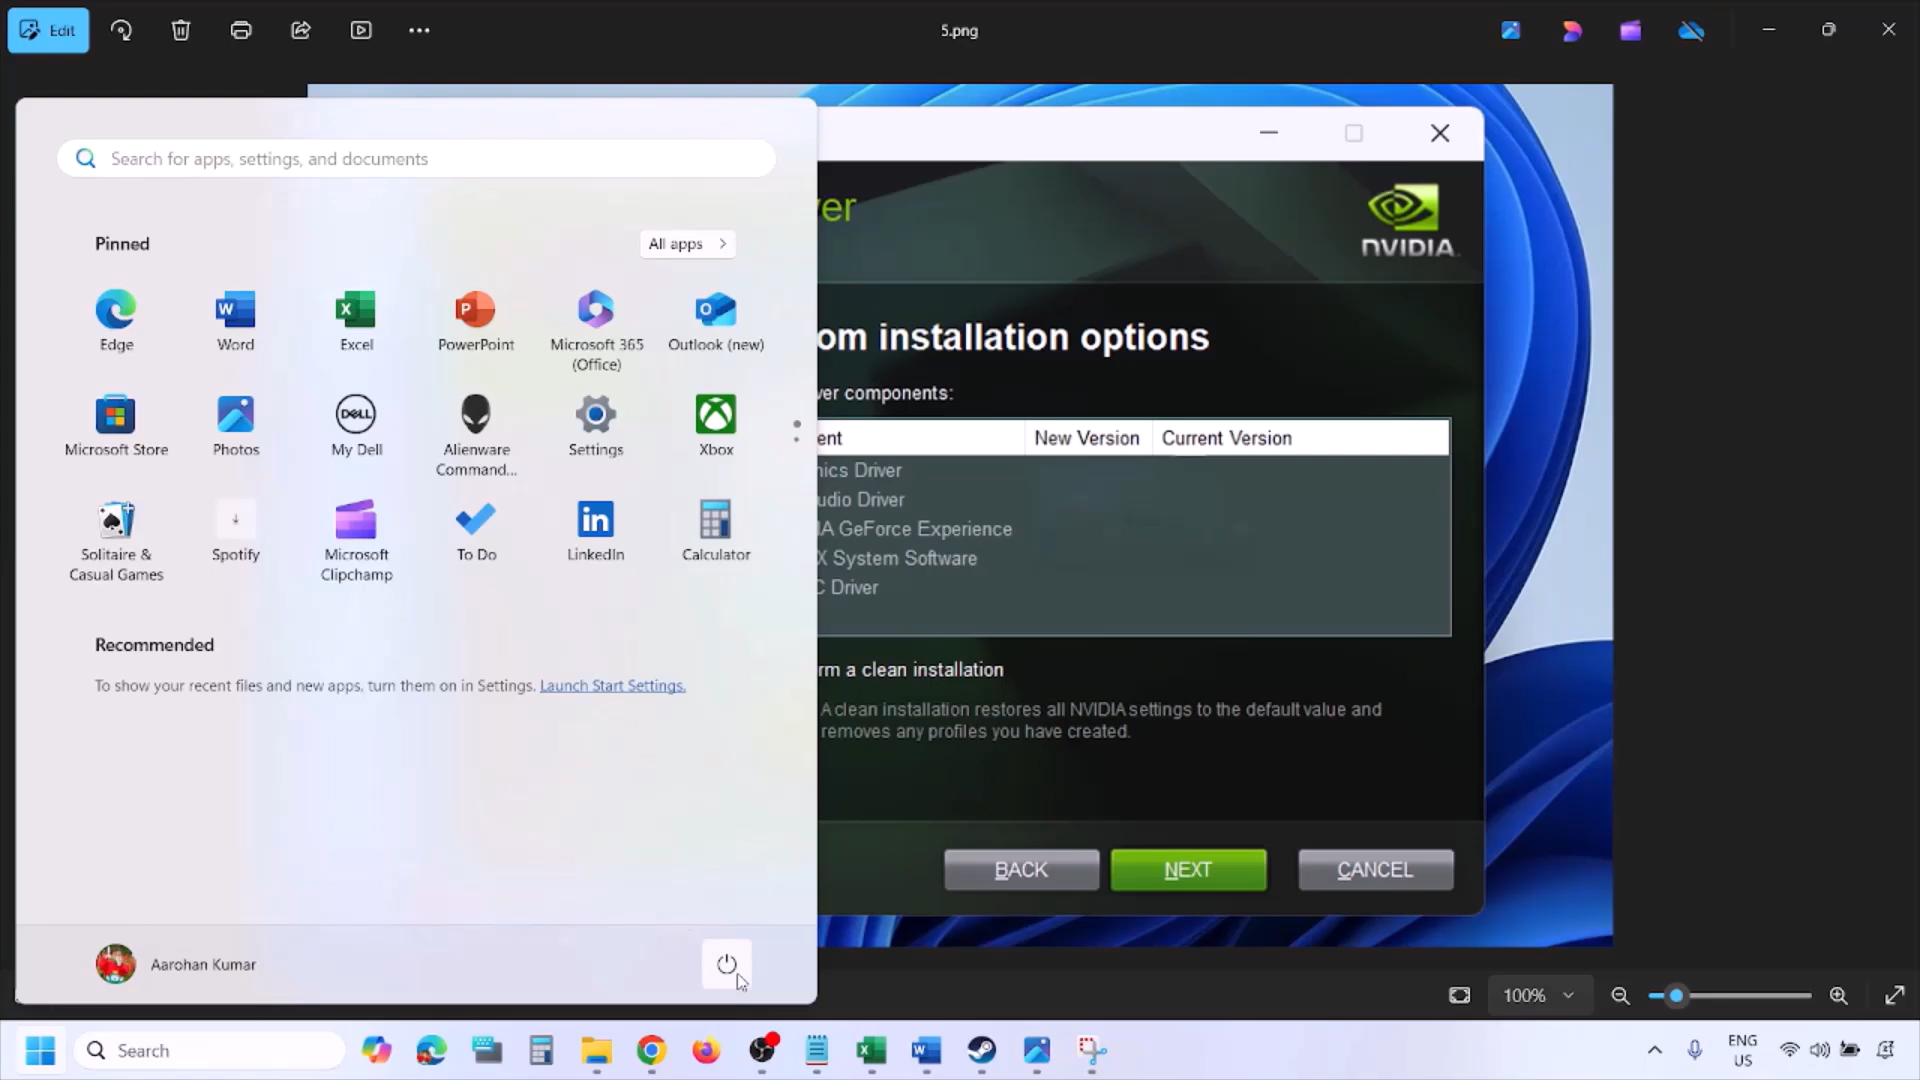 Edit
5.png
Search for apps, settings, and documents
Pinned
All apps
Edge
Word
Excel
PowerPoint
Microsoft 365
(Office)
Outlook (new)
Microsoft Store
Photos
DELL
My Dell
Alienware
Command...
Settings
Xbox
Solitaire &
Casual Games
Spotify
Microsoft
Clipchamp
To Do
LinkedIn
Calculator
Recommended
To show your recent files and new apps, turn them on in Settings. Launch Start Settings.
Aarohan Kumar
ver
NVIDIA.
om installation options
ver components:
ent
New Version
Current Version
nics Driver
udio Driver
IA GeForce Experience
X System Software
C Driver
rm a clean installation
A clean installation restores all NVIDIA settings to the default value and
removes any profiles you have created.
BACK
NEXT
CANCEL
100%
Search
ENG
US